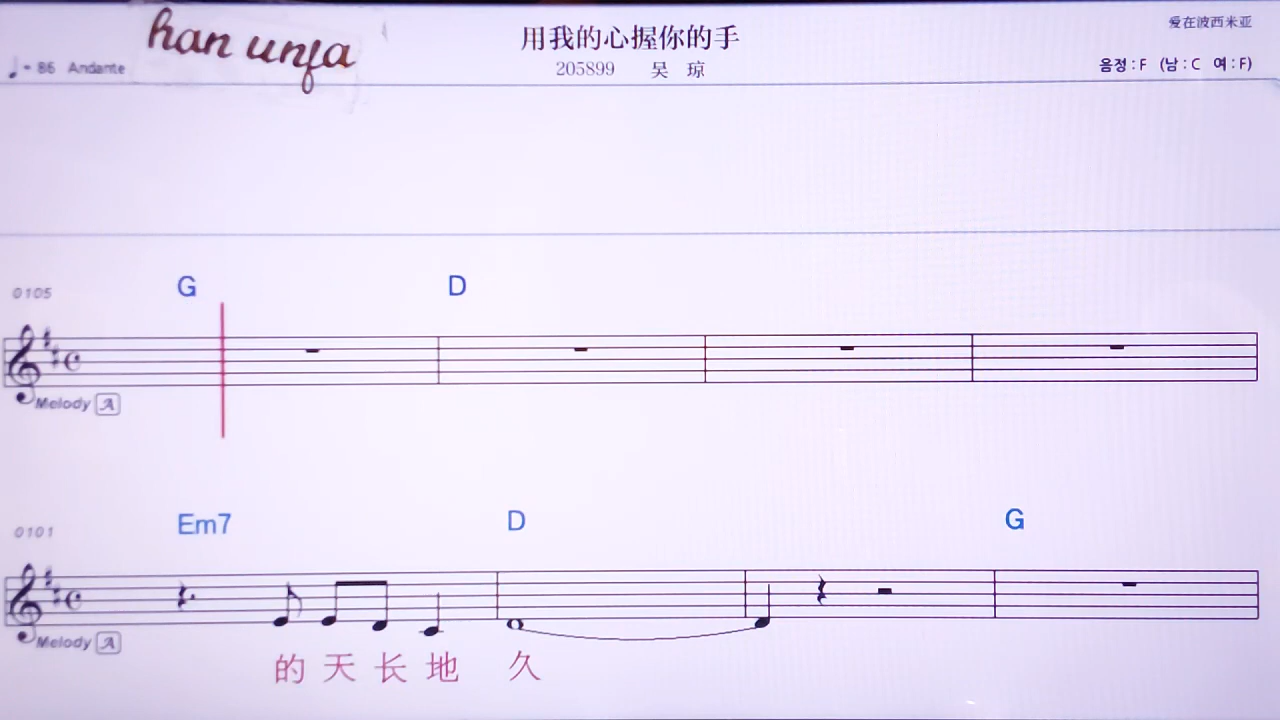 han unfa
用我的心握你的手
爱在波西米亚
♩= 86 Andante
205899 吴 琼
음정 : F (남 : C 여 : F)
G D
0105
Melody A
Em7 D G
0101
Melody A
的 天 长 地 久